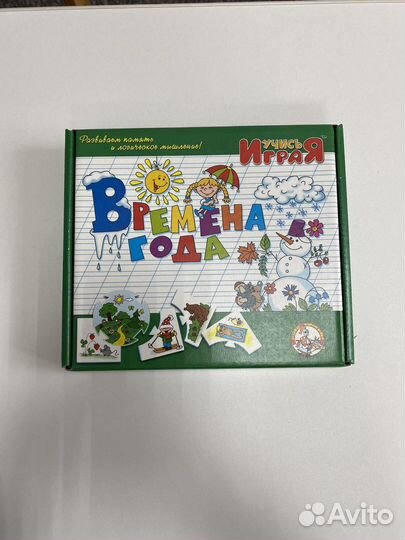 Развиваем память
и логическое мышление!
УЧИСЬ
ИГРАЯ
ВРЕМЕНА
ГОДА
Avito